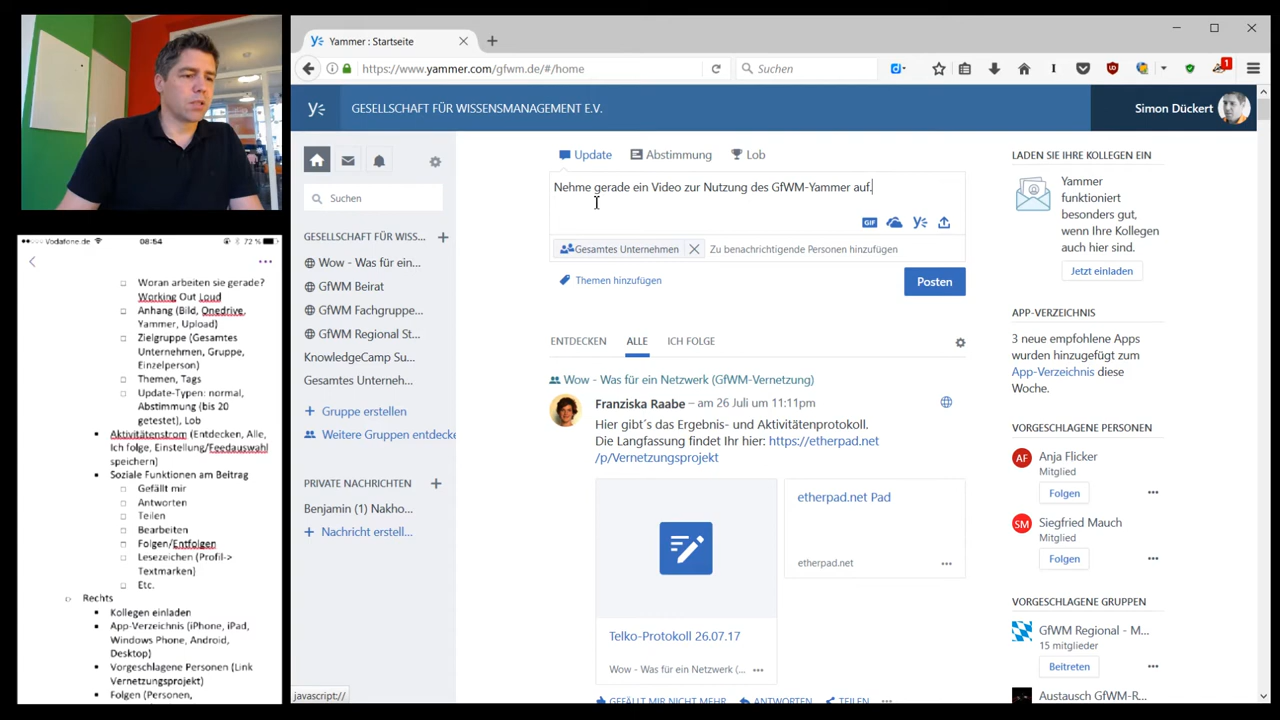 Vodafone.de
08:54
72 %
Woran arbeiten sie gerade?
Working Out Loud
Anhang (Bild, Onedrive,
Yammer, Upload)
Zielgruppe (Gesamtes
Unternehmen, Gruppe,
Einzelperson)
Themen, Tags
Update-Typen: normal,
Abstimmung (bis 20
getestet), Lob
Aktivitätenstrom (Entdecken, Alle,
Ich folge, Einstellung/Feedauswahl
speichern)
Soziale Funktionen am Beitrag
Gefällt mir
Antworten
Teilen
Bearbeiten
Folgen/Entfolgen
Lesezeichen (Profil->
Textmarken)
Etc.
Rechts
Kollegen einladen
App-Verzeichnis (iPhone, iPad,
Windows Phone, Android,
Desktop)
Vorgeschlagene Personen (Link
Vernetzungsprojekt)
Folgen (Personen,
Yammer : Startseite
https://www.yammer.com/gfwm.de/#/home
Suchen
1
GESELLSCHAFT FÜR WISSENSMANAGEMENT E.V.
Simon Dückert
Suchen
GESELLSCHAFT FÜR WISS...
Wow - Was für ein...
GfWM Beirat
GfWM Fachgruppe...
GfWM Regional St...
KnowledgeCamp Su...
Gesamtes Unterneh...
Gruppe erstellen
Weitere Gruppen entdecke
PRIVATE NACHRICHTEN
Benjamin (1) Nakho...
Nachricht erstell...
javascript://
Update
Abstimmung
Lob
Nehme gerade ein Video zur Nutzung des GfWM-Yammer auf.
GIF
Gesamtes Unternehmen
Zu benachrichtigende Personen hinzufügen
Themen hinzufügen
Posten
ENTDECKEN
ALLE
ICH FOLGE
Wow - Was für ein Netzwerk (GfWM-Vernetzung)
Franziska Raabe – am 26 Juli um 11:11pm
Hier gibt´s das Ergebnis- und Aktivitätenprotokoll.
Die Langfassung findet Ihr hier: https://etherpad.net
/p/Vernetzungsprojekt
Telko-Protokoll 26.07.17
Wow - Was für ein Netzwerk (...
etherpad.net Pad
etherpad.net
GEFÄLLT MIR NICHT MEHR
ANTWORTEN
TEILEN
LADEN SIE IHRE KOLLEGEN EIN
Yammer
funktioniert
besonders gut,
wenn Ihre Kollegen
auch hier sind.
Jetzt einladen
APP-VERZEICHNIS
3 neue empfohlene Apps
wurden hinzugefügt zum
App-Verzeichnis diese
Woche.
VORGESCHLAGENE PERSONEN
AF
Anja Flicker
Mitglied
Folgen
SM
Siegfried Mauch
Mitglied
Folgen
VORGESCHLAGENE GRUPPEN
GfWM Regional - M...
15 mitglieder
Beitreten
Austausch GfWM-R...